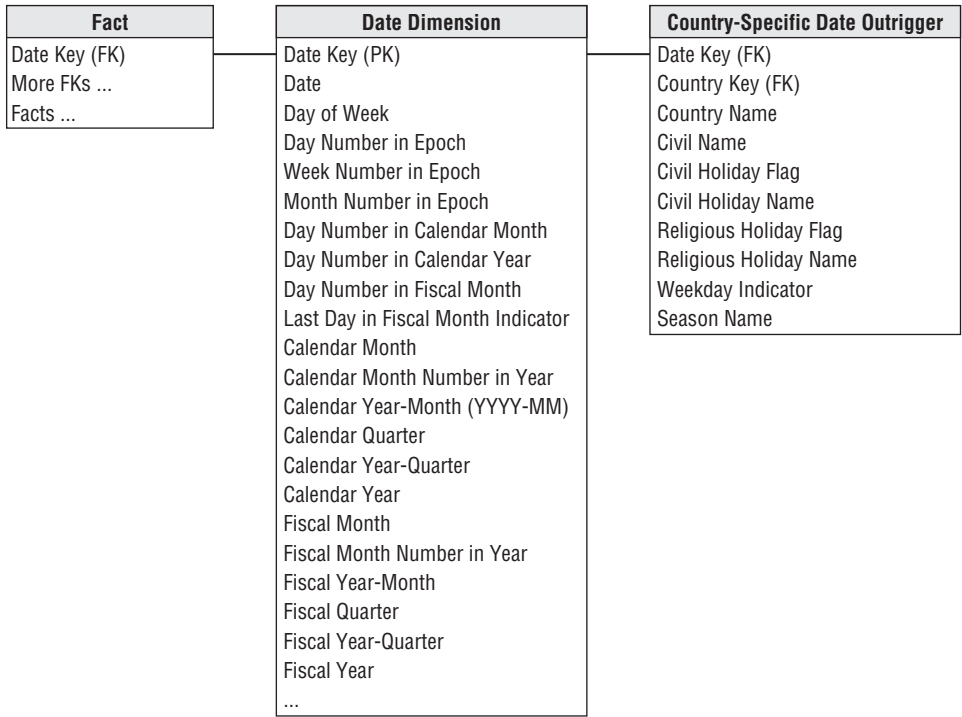 Fact
Date Key (FK)
More FKs ...
Facts ...
Date Dimension
Date Key (PK)
Date
Day of Week
Day Number in Epoch
Week Number in Epoch
Month Number in Epoch
Day Number in Calendar Month
Day Number in Calendar Year
Day Number in Fiscal Month
Last Day in Fiscal Month Indicator
Calendar Month
Calendar Month Number in Year
Calendar Year-Month (YYYY-MM)
Calendar Quarter
Calendar Year-Quarter
Calendar Year
Fiscal Month
Fiscal Month Number in Year
Fiscal Year-Month
Fiscal Quarter
Fiscal Year-Quarter
Fiscal Year
...
Country-Specific Date Outrigger
Date Key (FK)
Country Key (FK)
Country Name
Civil Name
Civil Holiday Flag
Civil Holiday Name
Religious Holiday Flag
Religious Holiday Name
Weekday Indicator
Season Name